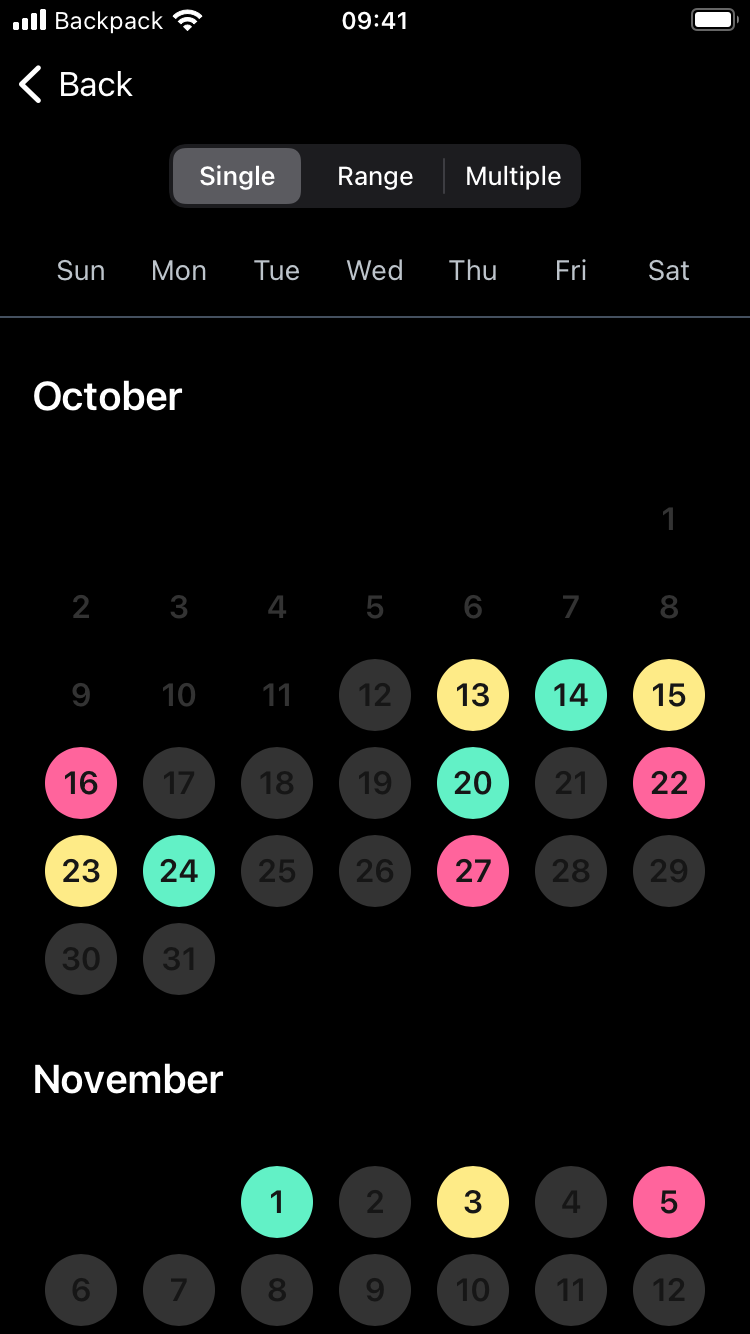 Backpack 09:41
Back
Single Range Multiple
Sun Mon Tue Wed Thu Fri Sat
October
1
2 3 4 5 6 7 8
9 10 11 12 13 14 15
16 17 18 19 20 21 22
23 24 25 26 27 28 29
30 31
November
1 2 3 4 5
6 7 8 9 10 11 12